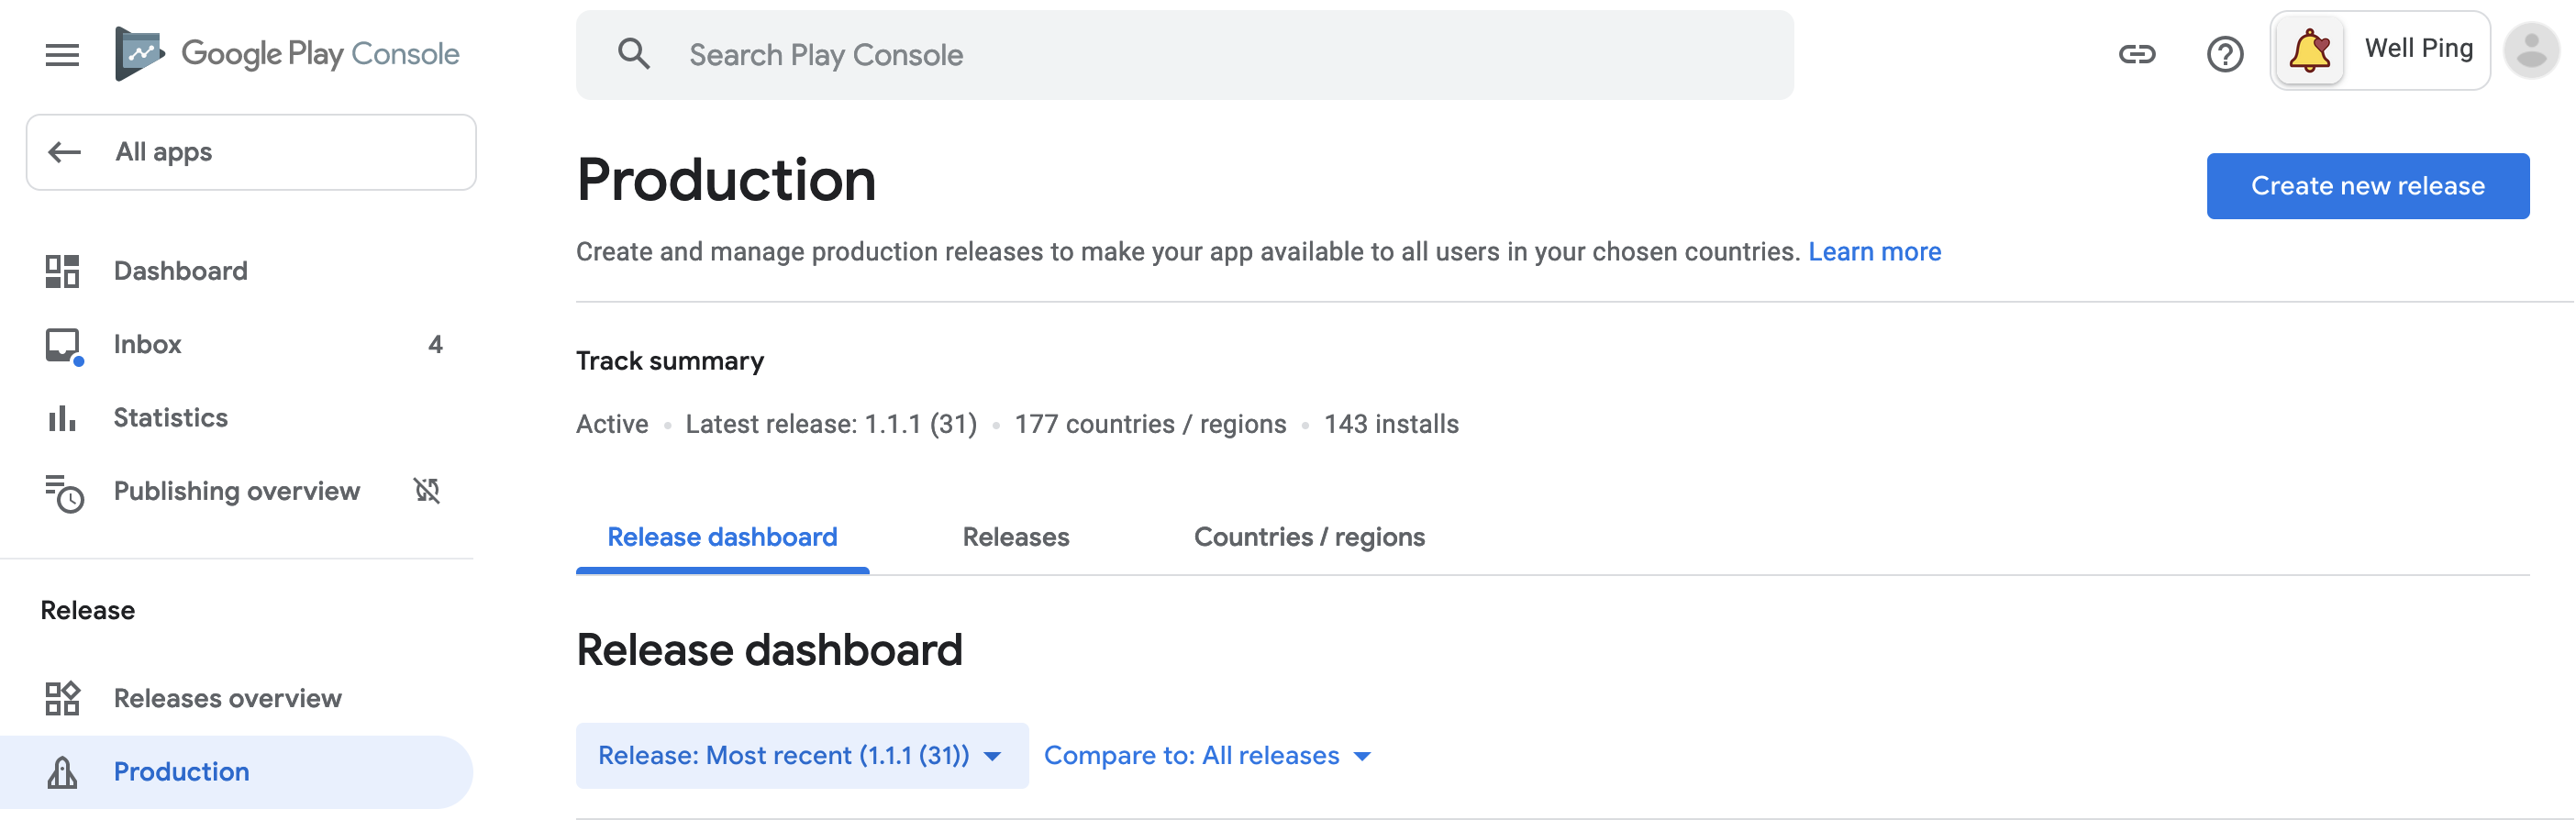 Google Play Console
Search Play Console
Well Ping
All apps
Dashboard
Inbox 4
Statistics
Publishing overview
Release
Releases overview
Production
Production
Create new release
Create and manage production releases to make your app available to all users in your chosen countries. Learn more
Track summary
Active • Latest release: 1.1.1 (31) • 177 countries / regions • 143 installs
Release dashboard Releases Countries / regions
Release dashboard
Release: Most recent (1.1.1 (31)) Compare to: All releases